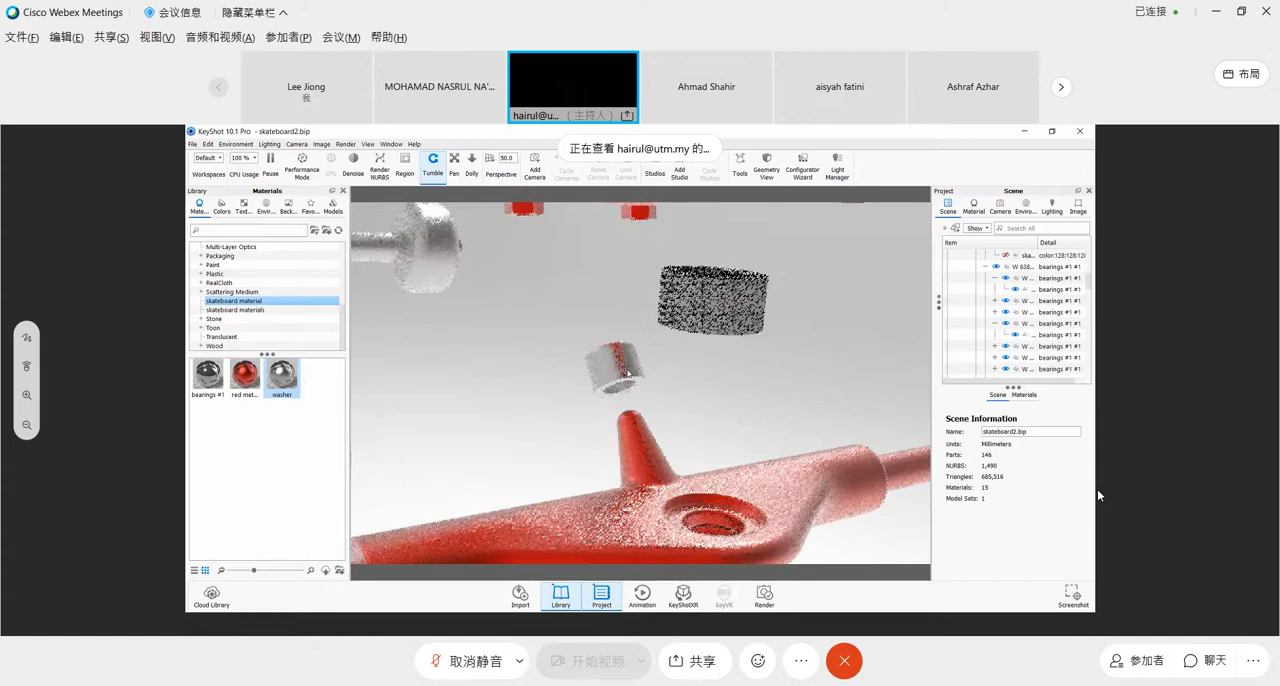 Cisco Webex Meetings 会议信息 隐藏菜单栏 已连接
文件(F) 编辑(E) 共享(S) 视图(V) 音频和视频(A) 参加者(P) 会议(M) 帮助(H)
Lee Jiong
我
MOHAMAD NASRUL NA'...
hairul@u... （主持人）
Ahmad Shahir
aisyah fatini
Ashraf Azhar
布局
KeyShot 10.1 Pro - skateboard2.bip
正在查看 hairul@utm.my 的...
File Edit Environment Lighting Camera Image Render View Window Help
Default 100 % 50.0
Workspaces CPU Usage Pause Performance Mode GPU Denoise Render NURBS Region Tumble Pan Dolly Perspective Add Camera Cycle Cameras Reset Camera Lock Camera Studios Add Studio Cycle Studios Tools Geometry View Configurator Wizard Light Manager
Library Materials
Mate... Colors Text... Envir... Back... Favo... Models
Multi-Layer Optics
Packaging
Paint
Plastic
RealCloth
Scattering Medium
skateboard material
skateboard materials
Stone
Toon
Translucent
Wood
bearings #1 red met... washer
Project Scene
Scene Material Camera Enviro... Lighting Image
Show Search All
Item Detail
ska... color:128:128:128
W 638... bearings #1 #1
W ... bearings #1 #1
... bearings #1 #1
W ... bearings #1 #1
W ... bearings #1 #1
W ... bearings #1 #1
... bearings #1 #1
W ... bearings #1 #1
W ... bearings #1 #1
W ... bearings #1 #1
Scene Materials
Scene Information
Name: skateboard2.bip
Units: Millimeters
Parts: 146
NURBS: 1,490
Triangles: 685,516
Materials: 15
Model Sets: 1
Cloud Library Import Library Project Animation KeyShotXR KeyVR Render Screenshot
取消静音 开始视频 共享 参加者 聊天